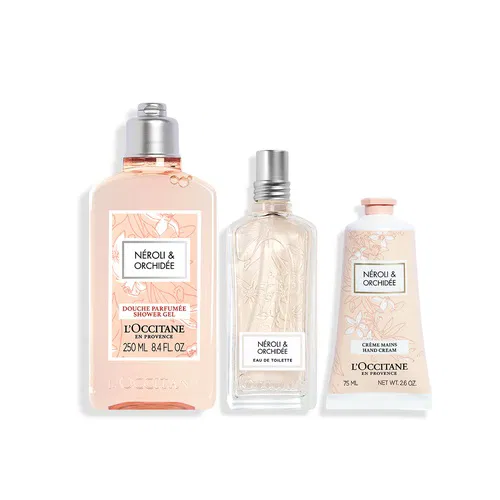 NÉROLI &
ORCHIDÉE
DOUCHE PARFUMÉE
SHOWER GEL
L'OCCITANE
EN PROVENCE
250 ML 8.4 FL. OZ.
L'OCCITANE
NÉROLI &
ORCHIDÉE
EAU DE TOILETTE
NÉROLI &
ORCHIDÉE
CRÈME MAINS
HAND CREAM
L'OCCITANE
EN PROVENCE
75 ML NET WT. 2.6 OZ.